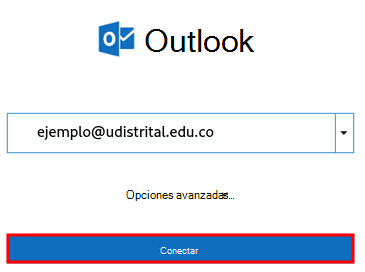 Outlook
ejemplo@udistrital.edu.co
Opciones avanzadas...
Conectar